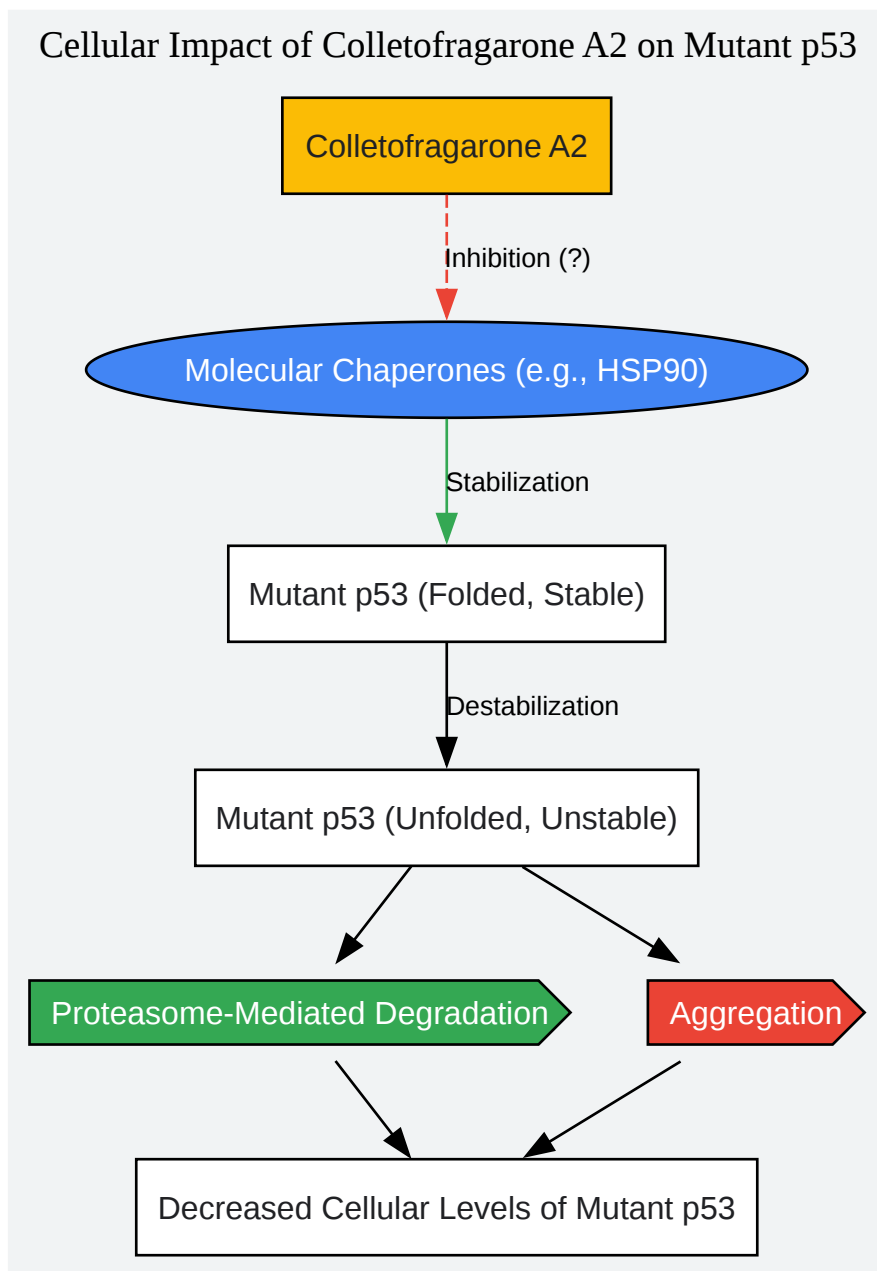 Cellular Impact of Colletofragarone A2 on Mutant p53
Colletofragarone A2
Inhibition (?)
Molecular Chaperones (e.g., HSP90)
Stabilization
Mutant p53 (Folded, Stable)
Destabilization
Mutant p53 (Unfolded, Unstable)
Proteasome-Mediated Degradation
Aggregation
Decreased Cellular Levels of Mutant p53